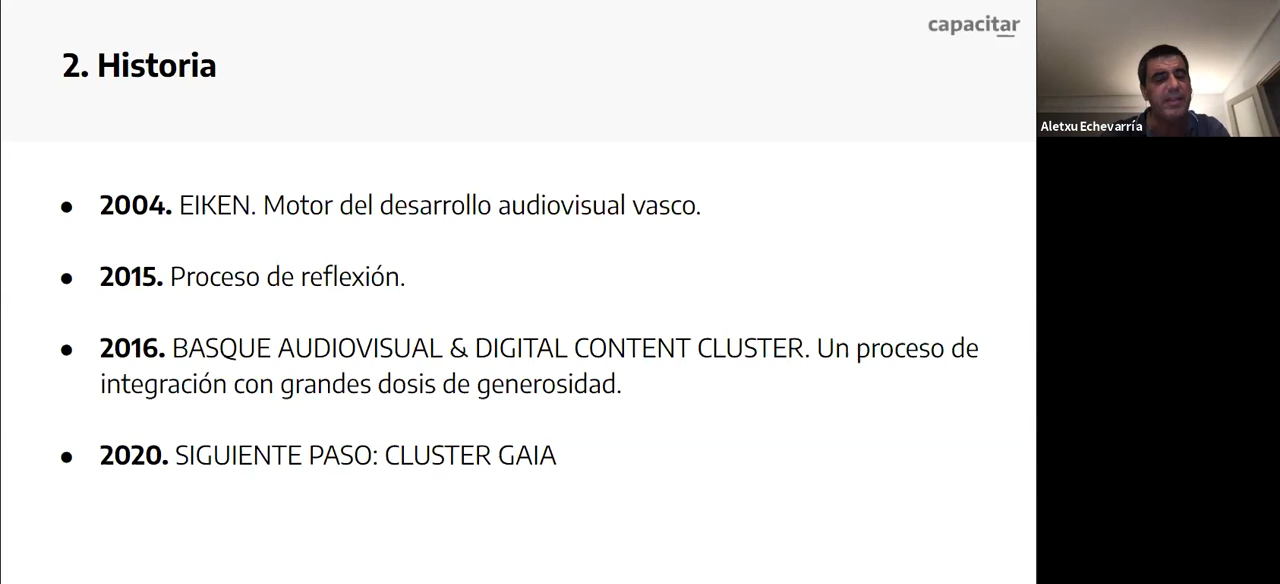 capacitar
2. Historia
Aletxu Echevarría
● 2004. EIKEN. Motor del desarrollo audiovisual vasco.
● 2015. Proceso de reflexión.
● 2016. BASQUE AUDIOVISUAL & DIGITAL CONTENT CLUSTER. Un proceso de
integración con grandes dosis de generosidad.
● 2020. SIGUIENTE PASO: CLUSTER GAIA